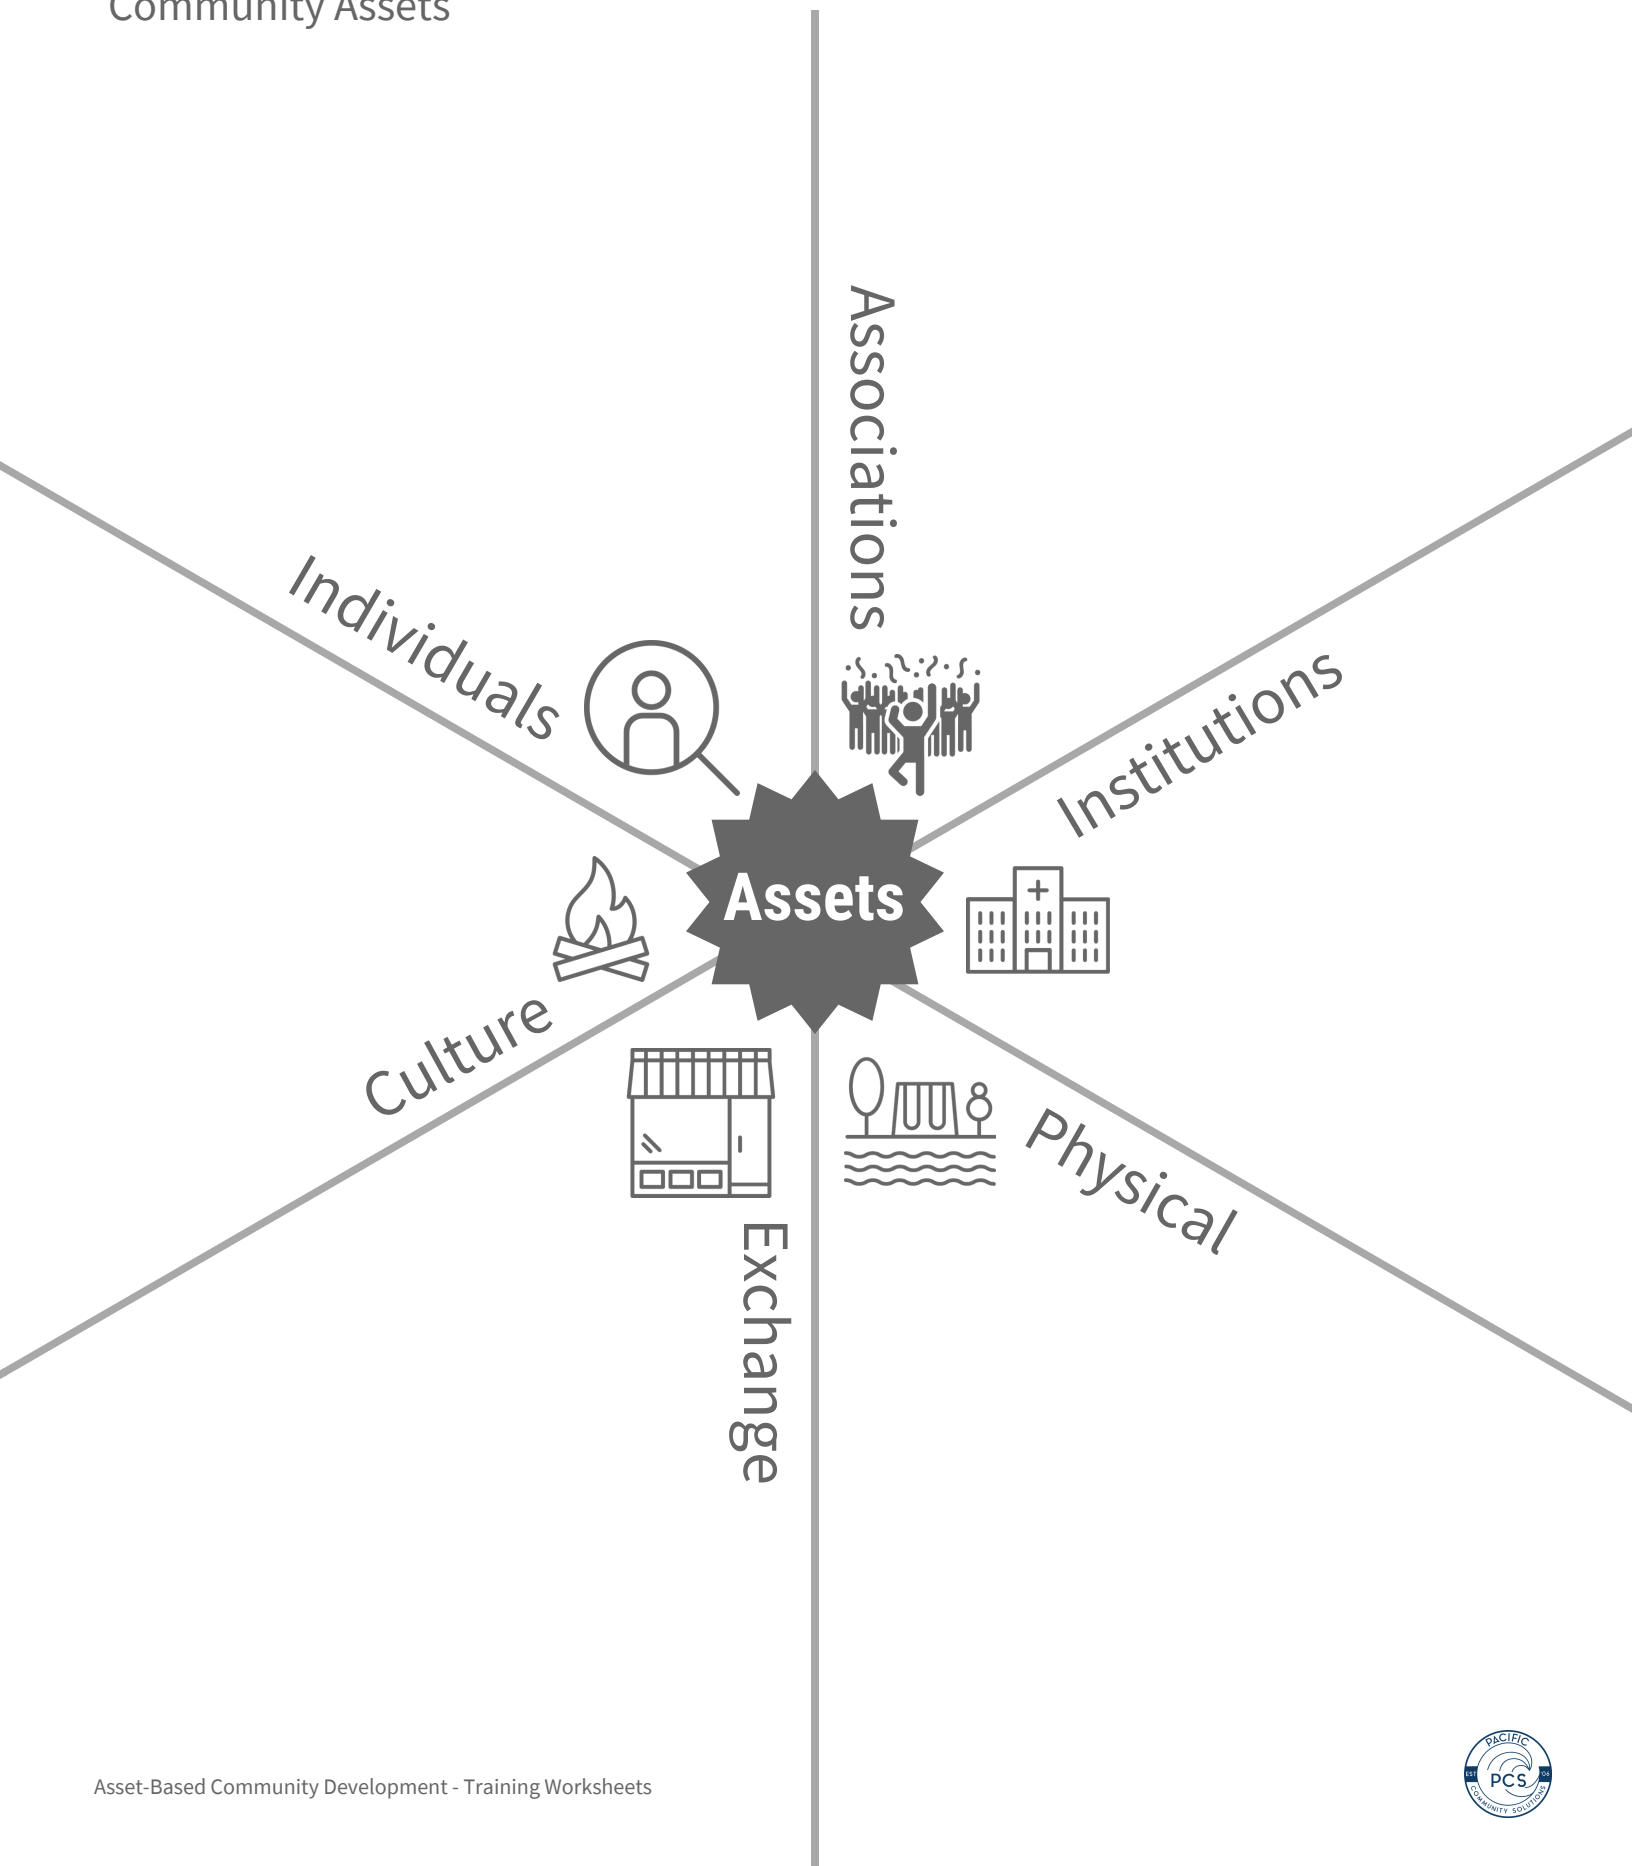 Community Assets
Associations
Individuals
Institutions
Assets
Culture
Physical
Exchange
Asset-Based Community Development - Training Worksheets
PACIFIC
EST
PCS
'06
COMMUNITY SOLUTIONS